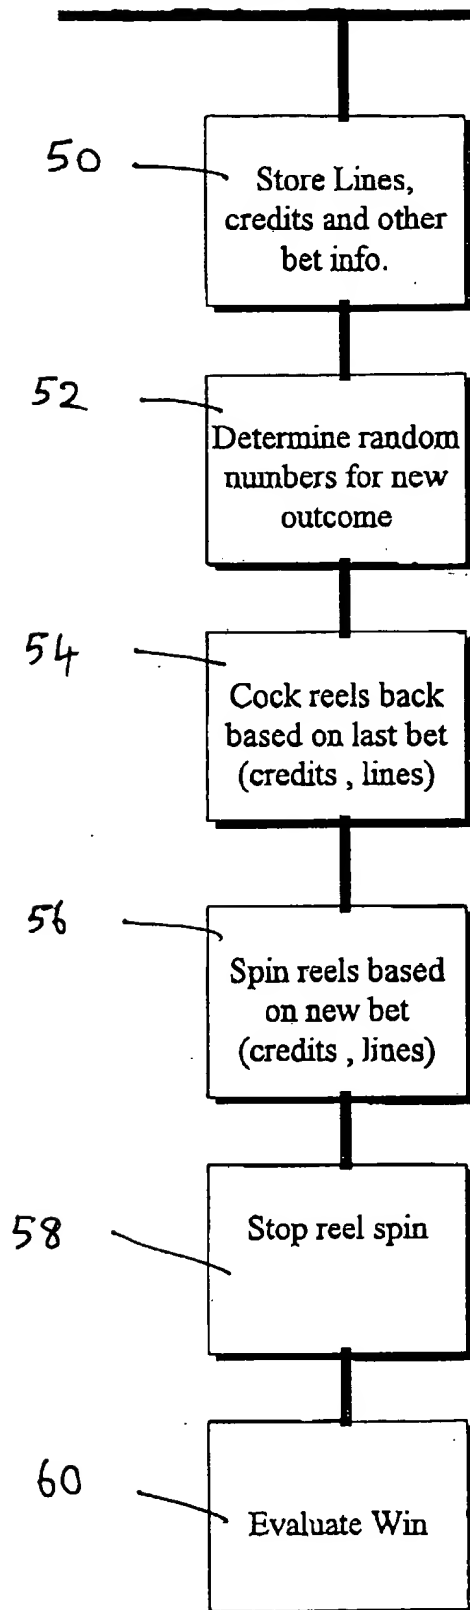 50
Store Lines,
credits and other
bet info.
52
Determine random
numbers for new
outcome
54
Cock reels back
based on last bet
(credits , lines)
56
Spin reels based
on new bet
(credits , lines)
58
Stop reel spin
60
Evaluate Win